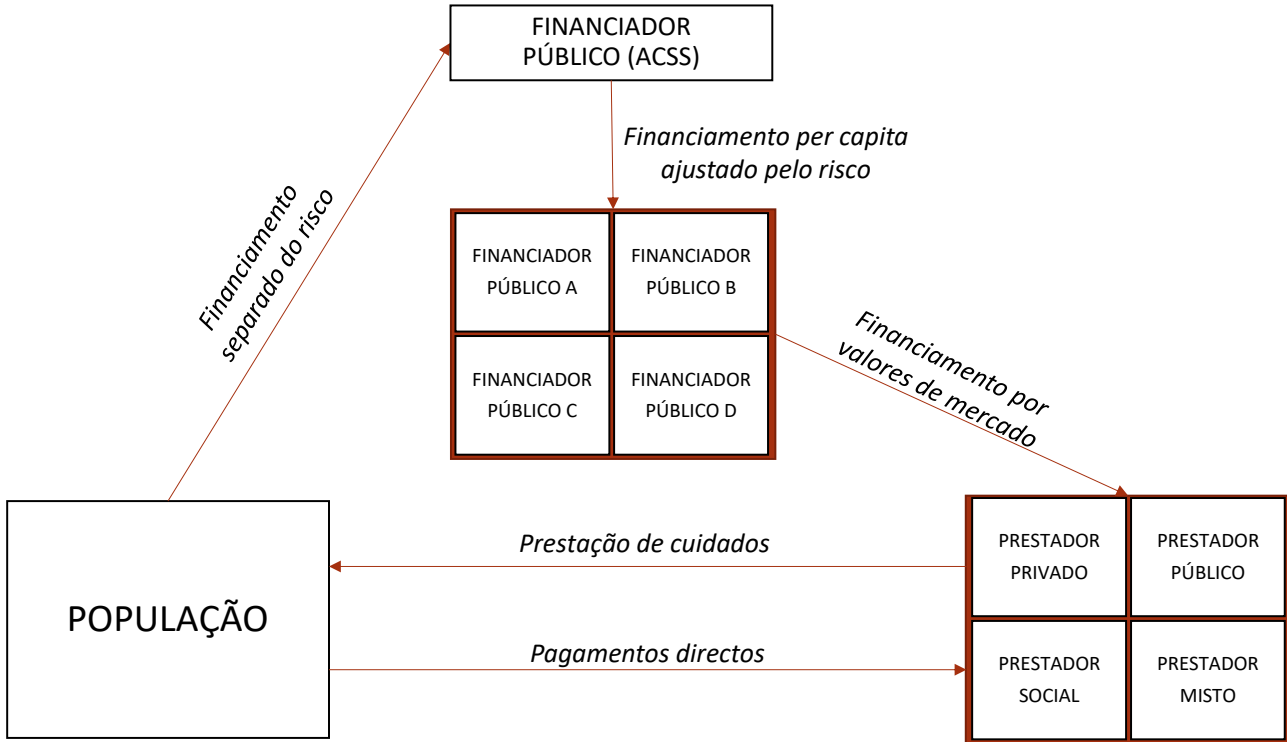 FINANCIADOR
PÚBLICO (ACSS)
Financiamento per capita
ajustado pelo risco
Financiamento
separado do risco
FINANCIADOR
PÚBLICO A
FINANCIADOR
PÚBLICO B
FINANCIADOR
PÚBLICO C
FINANCIADOR
PÚBLICO D
Financiamento por
valores de mercado
POPULAÇÃO
Prestação de cuidados
Pagamentos directos
PRESTADOR
PRIVADO
PRESTADOR
PÚBLICO
PRESTADOR
SOCIAL
PRESTADOR
MISTO